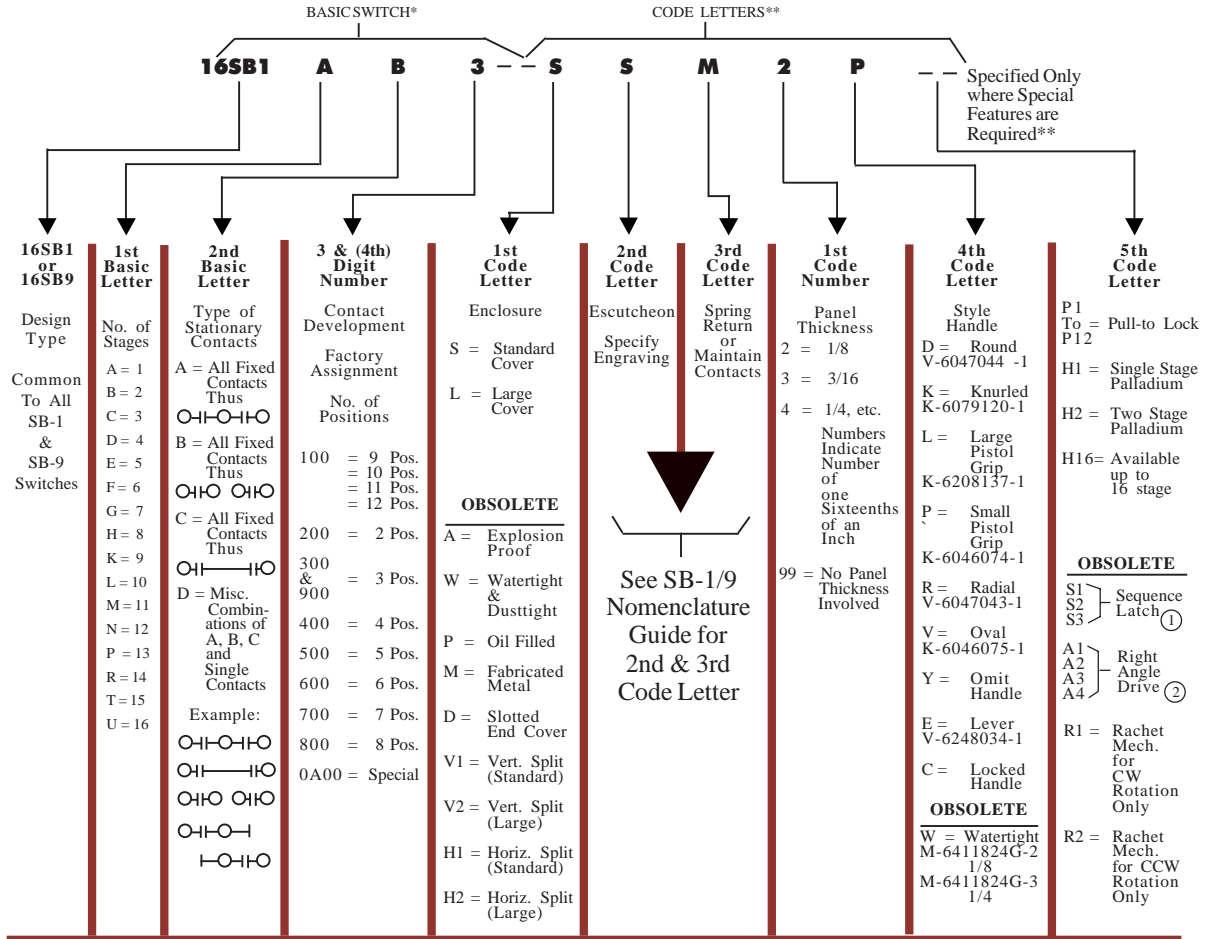 BASIC SWITCH*
CODE LETTERS**
16SB1 A B 3 – – S S M 2 P – –
Specified Only
where Special
Features are
Required**
16SB1
or
16SB9
Design
Type
Common
To All
SB-1
&
SB-9
Switches
1st
Basic
Letter
No. of
Stages
A = 1
B = 2
C = 3
D = 4
E = 5
F = 6
G = 7
H = 8
K = 9
L = 10
M = 11
N = 12
P = 13
R = 14
T = 15
U = 16
2nd
Basic
Letter
Type of
Stationary
Contacts
A = All Fixed
Contacts
Thus
B = All Fixed
Contacts
Thus
C = All Fixed
Contacts
Thus
D = Misc.
Combin-
ations of
A, B, C
and
Single
Contacts
Example:
3 & (4th)
Digit
Number
Contact
Development
Factory
Assignment
No. of
Positions
100 = 9 Pos.
= 10 Pos.
= 11 Pos.
= 12 Pos.
200 = 2 Pos.
300
& = 3 Pos.
900
400 = 4 Pos.
500 = 5 Pos.
600 = 6 Pos.
700 = 7 Pos.
800 = 8 Pos.
0A00 = Special
1st
Code
Letter
Enclosure
S = Standard
Cover
L = Large
Cover
OBSOLETE
A = Explosion
Proof
W = Watertight
&
Dusttight
P = Oil Filled
M = Fabricated
Metal
D = Slotted
End Cover
V1 = Vert. Split
(Standard)
V2 = Vert. Split
(Large)
H1 = Horiz. Split
(Standard)
H2 = Horiz. Split
(Large)
2nd
Code
Letter
Escutcheon
Specify
Engraving
3rd
Code
Letter
Spring
Return
or
Maintain
Contacts
See SB-1/9
Nomenclature
Guide for
2nd & 3rd
Code Letter
1st
Code
Number
Panel
Thickness
2 = 1/8
3 = 3/16
4 = 1/4, etc.
Numbers
Indicate
Number
of
one
Sixteenths
of an
Inch
99 = No Panel
Thickness
Involved
4th
Code
Letter
Style
Handle
D = Round
V-6047044 -1
K = Knurled
K-6079120-1
L = Large
Pistol
Grip
K-6208137-1
P = Small
` Pistol
Grip
K-6046074-1
R = Radial
V-6047043-1
V = Oval
K-6046075-1
Y = Omit
Handle
E = Lever
V-6248034-1
C = Locked
Handle
OBSOLETE
W = Watertight
M-6411824G-2
1/8
M-6411824G-3
1/4
5th
Code
Letter
P1
To = Pull-to Lock
P12
H1 = Single Stage
Palladium
H2 = Two Stage
Palladium
H16= Available
up to
16 stage
OBSOLETE
S1
S2 Sequence
S3 Latch 1
A1
A2 Right
A3 Angle
A4 Drive 2
R1 = Rachet
Mech.
for
CW
Rotation
Only
R2 = Rachet
Mech.
for CCW
Rotation
Only